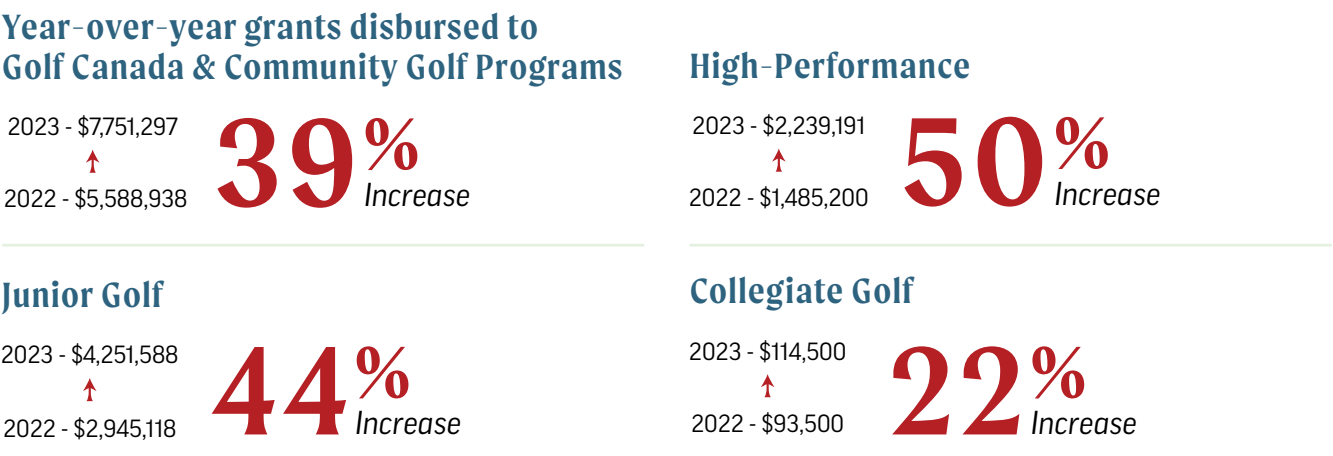 Year-over-year grants disbursed to
Golf Canada & Community Golf Programs
2023 - $7,751,297
2022 - $5,588,938
39%
Increase
High-Performance
2023 - $2,239,191
2022 - $1,485,200
50%
Increase
Junior Golf
2023 - $4,251,588
2022 - $2,945,118
44%
Increase
Collegiate Golf
2023 - $114,500
2022 - $93,500
22%
Increase